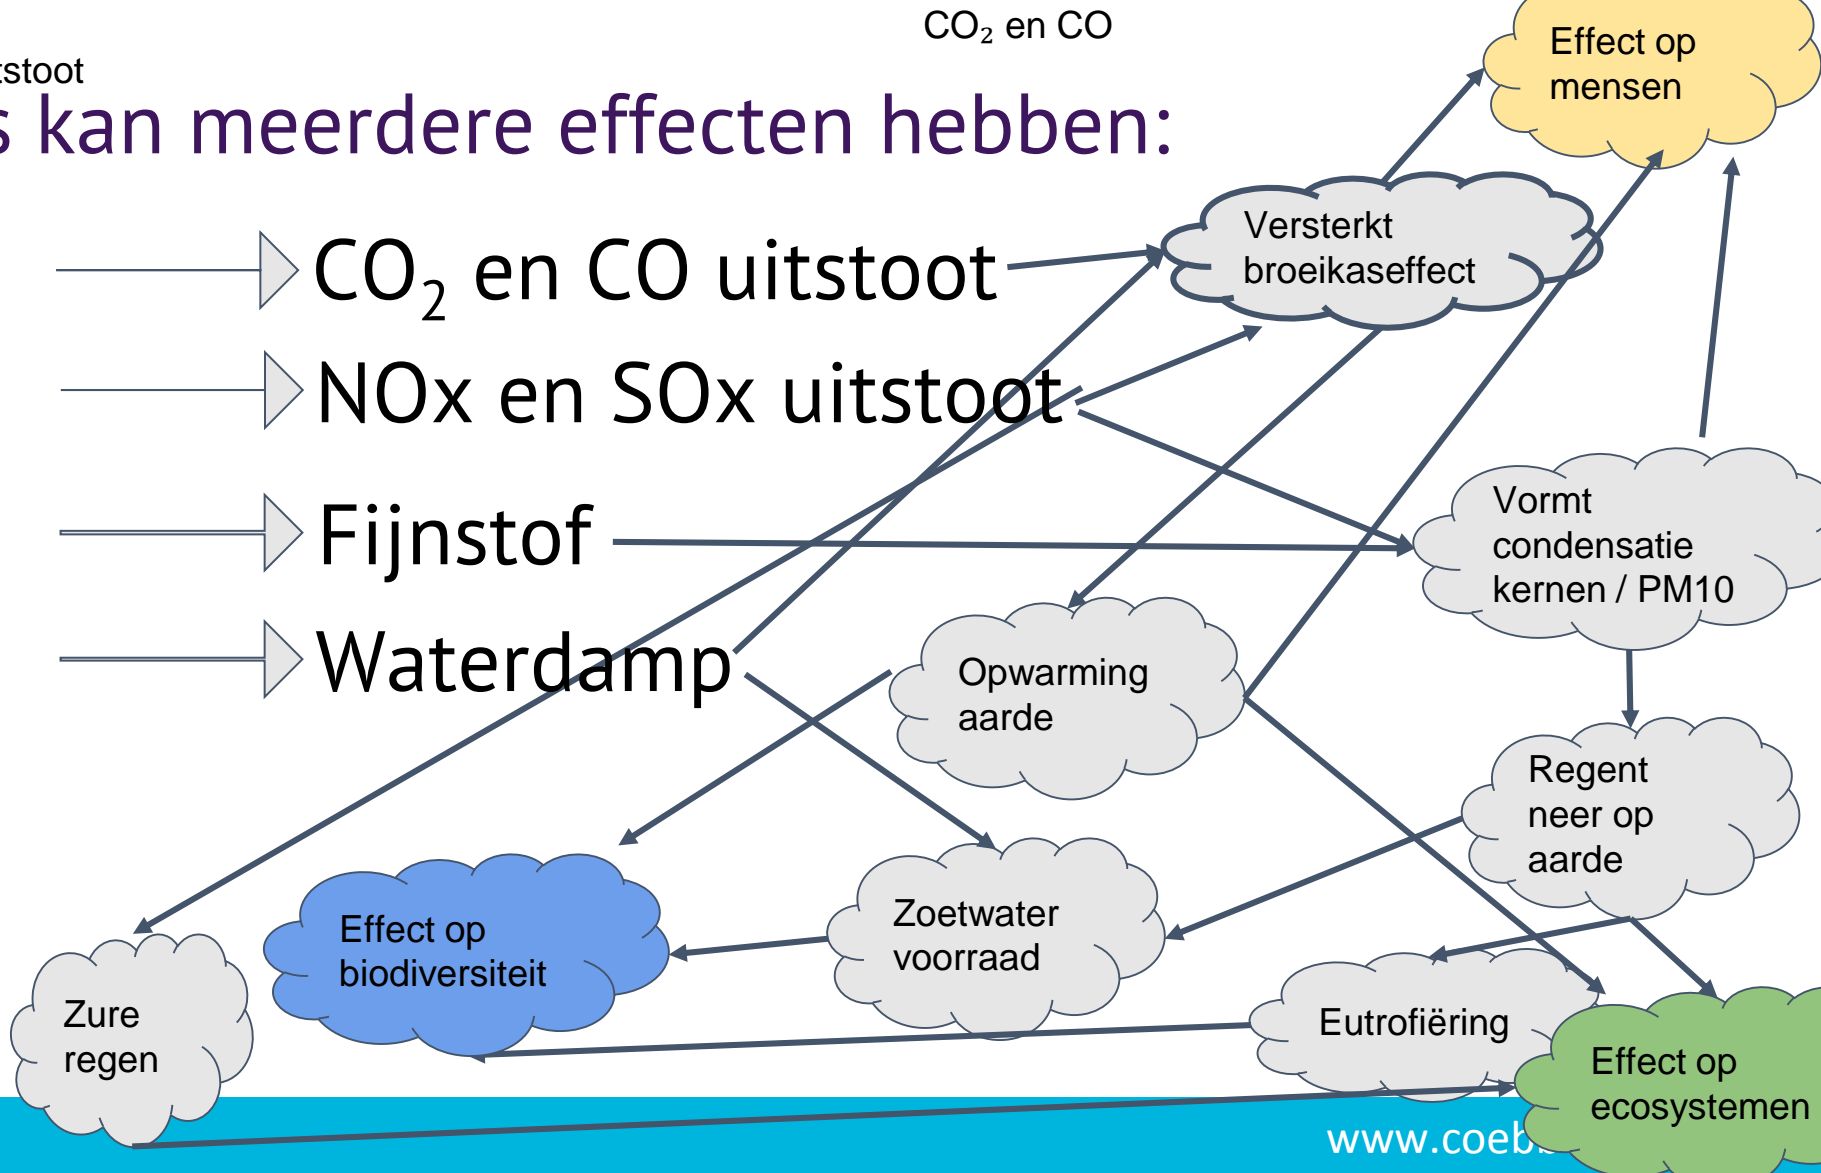 CO₂ en CO
Effect op
mensen
tstoot
s kan meerdere effecten hebben:
Versterkt
broeikaseffect
CO₂ en CO uitstoot
NOx en SOx uitstoot
Vormt
condensatie
kernen / PM10
Fijnstof
Waterdamp
Opwarming
aarde
Regent
neer op
aarde
Zoetwater
voorraad
Effect op
biodiversiteit
Zure
regen
Eutrofiëring
Effect op
ecosystemen
www.coeb